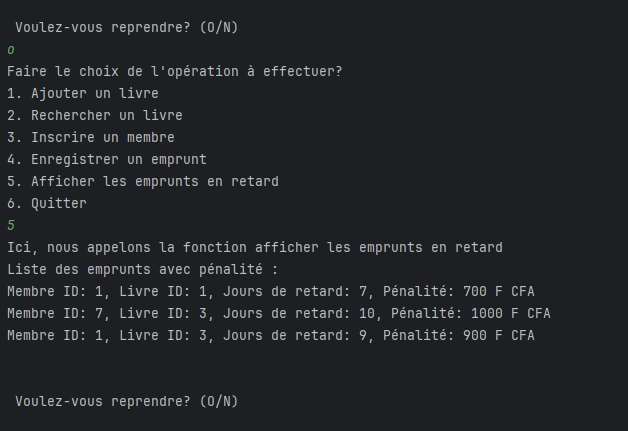 Voulez-vous reprendre? (O/N)
o
Faire le choix de l'opération à effectuer?
1. Ajouter un livre
2. Rechercher un livre
3. Inscrire un membre
4. Enregistrer un emprunt
5. Afficher les emprunts en retard
6. Quitter
5
Ici, nous appelons la fonction afficher les emprunts en retard
Liste des emprunts avec pénalité :
Membre ID: 1, Livre ID: 1, Jours de retard: 7, Pénalité: 700 F CFA
Membre ID: 7, Livre ID: 3, Jours de retard: 10, Pénalité: 1000 F CFA
Membre ID: 1, Livre ID: 3, Jours de retard: 9, Pénalité: 900 F CFA
Voulez-vous reprendre? (O/N)